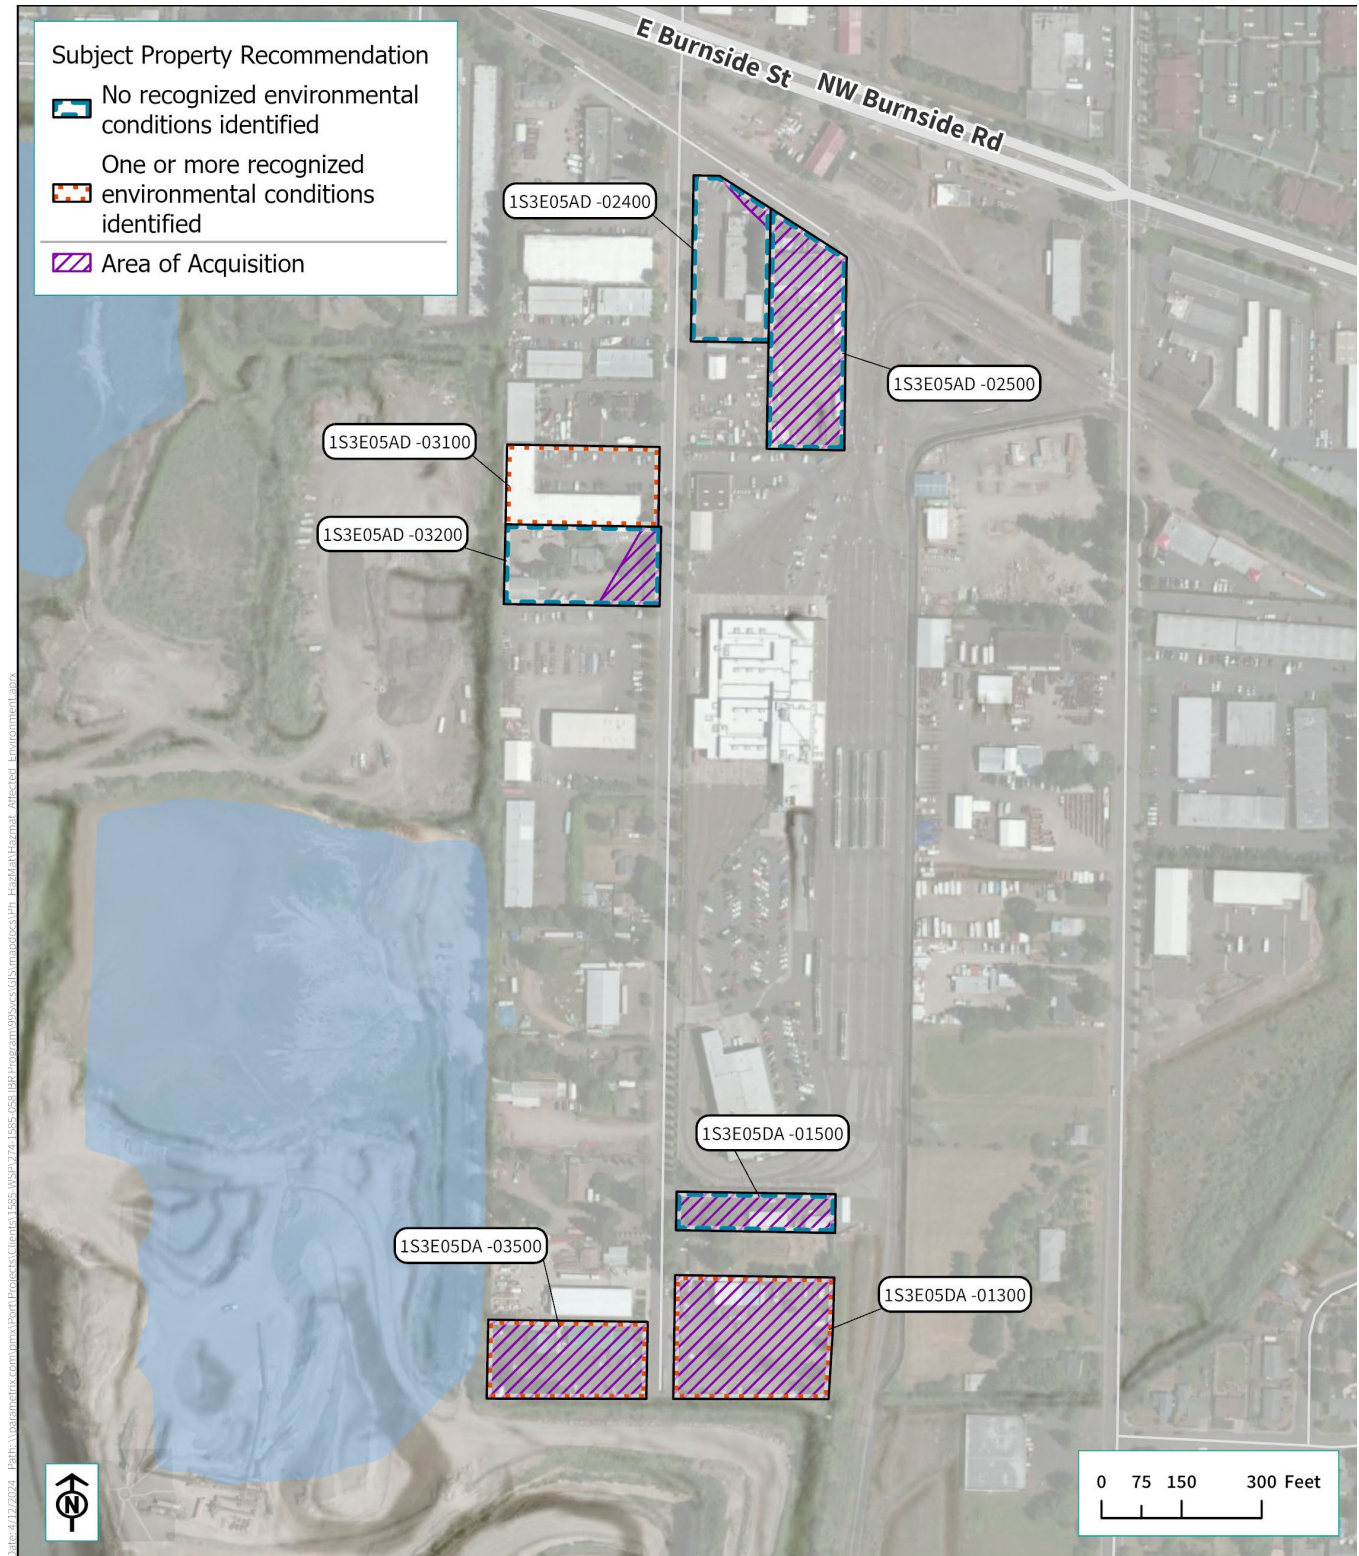 Subject Property Recommendation
No recognized environmental
conditions identified
One or more recognized
environmental conditions
identified
Area of Acquisition
E Burnside St
NW Burnside Rd
1S3E05AD -02400
1S3E05AD -02500
1S3E05AD -03100
1S3E05AD -03200
1S3E05DA -01500
1S3E05DA -03500
1S3E05DA -01300
N
0 75 150 300 Feet